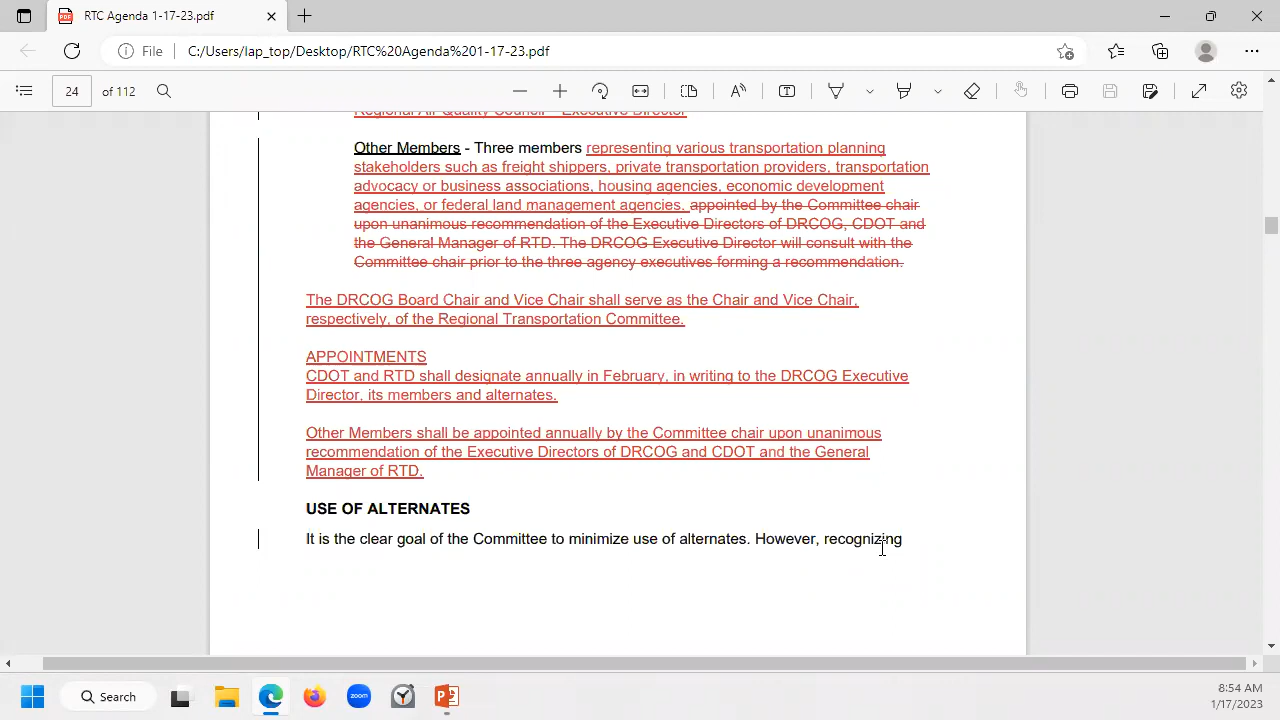 RTC Agenda 1-17-23.pdf
File
C:/Users/lap_top/Desktop/RTC%20Agenda%201-17-23.pdf
24 of 112
Regional Air Quality Council – Executive Director
Other Members - Three members representing various transportation planning
stakeholders such as freight shippers, private transportation providers, transportation
advocacy or business associations, housing agencies, economic development
agencies, or federal land management agencies. appointed by the Committee chair
upon unanimous recommendation of the Executive Directors of DRCOG, CDOT and
the General Manager of RTD. The DRCOG Executive Director will consult with the
Committee chair prior to the three agency executives forming a recommendation.
The DRCOG Board Chair and Vice Chair shall serve as the Chair and Vice Chair,
respectively, of the Regional Transportation Committee.
APPOINTMENTS
CDOT and RTD shall designate annually in February, in writing to the DRCOG Executive
Director, its members and alternates.
Other Members shall be appointed annually by the Committee chair upon unanimous
recommendation of the Executive Directors of DRCOG and CDOT and the General
Manager of RTD.
USE OF ALTERNATES
It is the clear goal of the Committee to minimize use of alternates. However, recognizing
Search
zoom
8:54 AM
1/17/2023